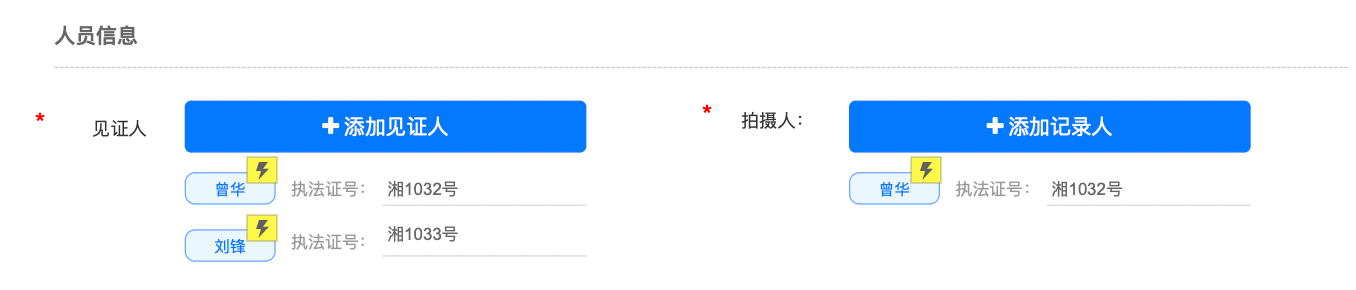 人员信息
* 见证人
+添加见证人
曾华 执法证号： 湘1032号
刘锋 执法证号： 湘1033号
* 拍摄人：
+添加记录人
曾华 执法证号： 湘1032号